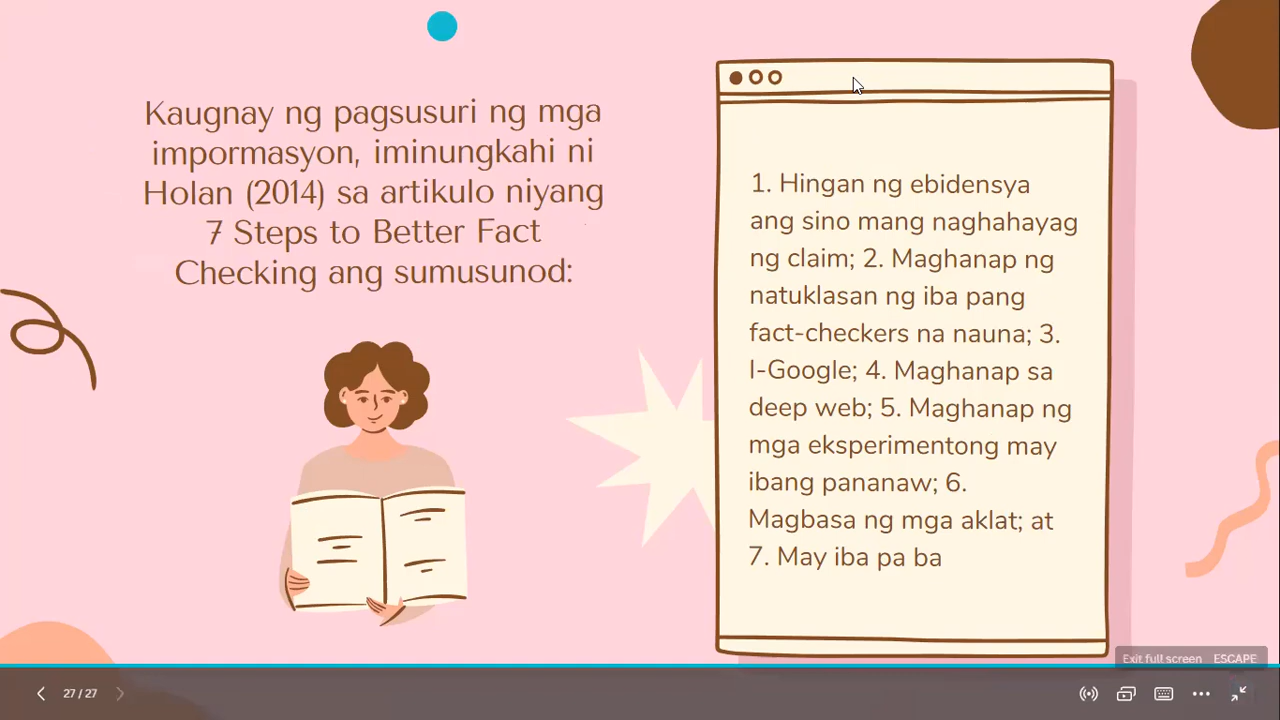 Kaugnay ng pagsusuri ng mga
impormasyon, iminungkahi ni
Holan (2014) sa artikulo niyang
7 Steps to Better Fact
Checking ang sumusunod:
1. Hingan ng ebidensya
ang sino mang naghahayag
ng claim; 2. Maghanap ng
natuklasan ng iba pang
fact-checkers na nauna; 3.
I-Google; 4. Maghanap sa
deep web; 5. Maghanap ng
mga eksperimentong may
ibang pananaw; 6.
Magbasa ng mga aklat; at
7. May iba pa ba
Exit full screen ESCAPE
27 / 27